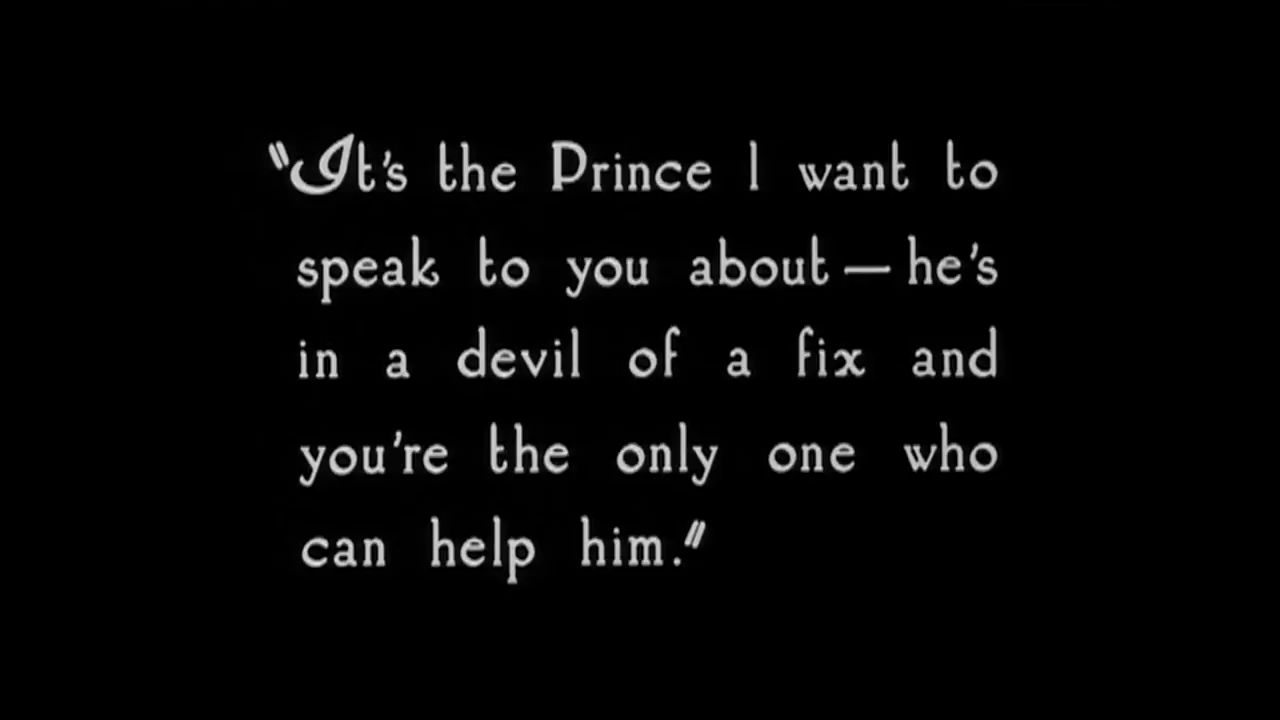 "It's the Prince I want to
speak to you about — he's
in a devil of a fix and
you're the only one who
can help him."